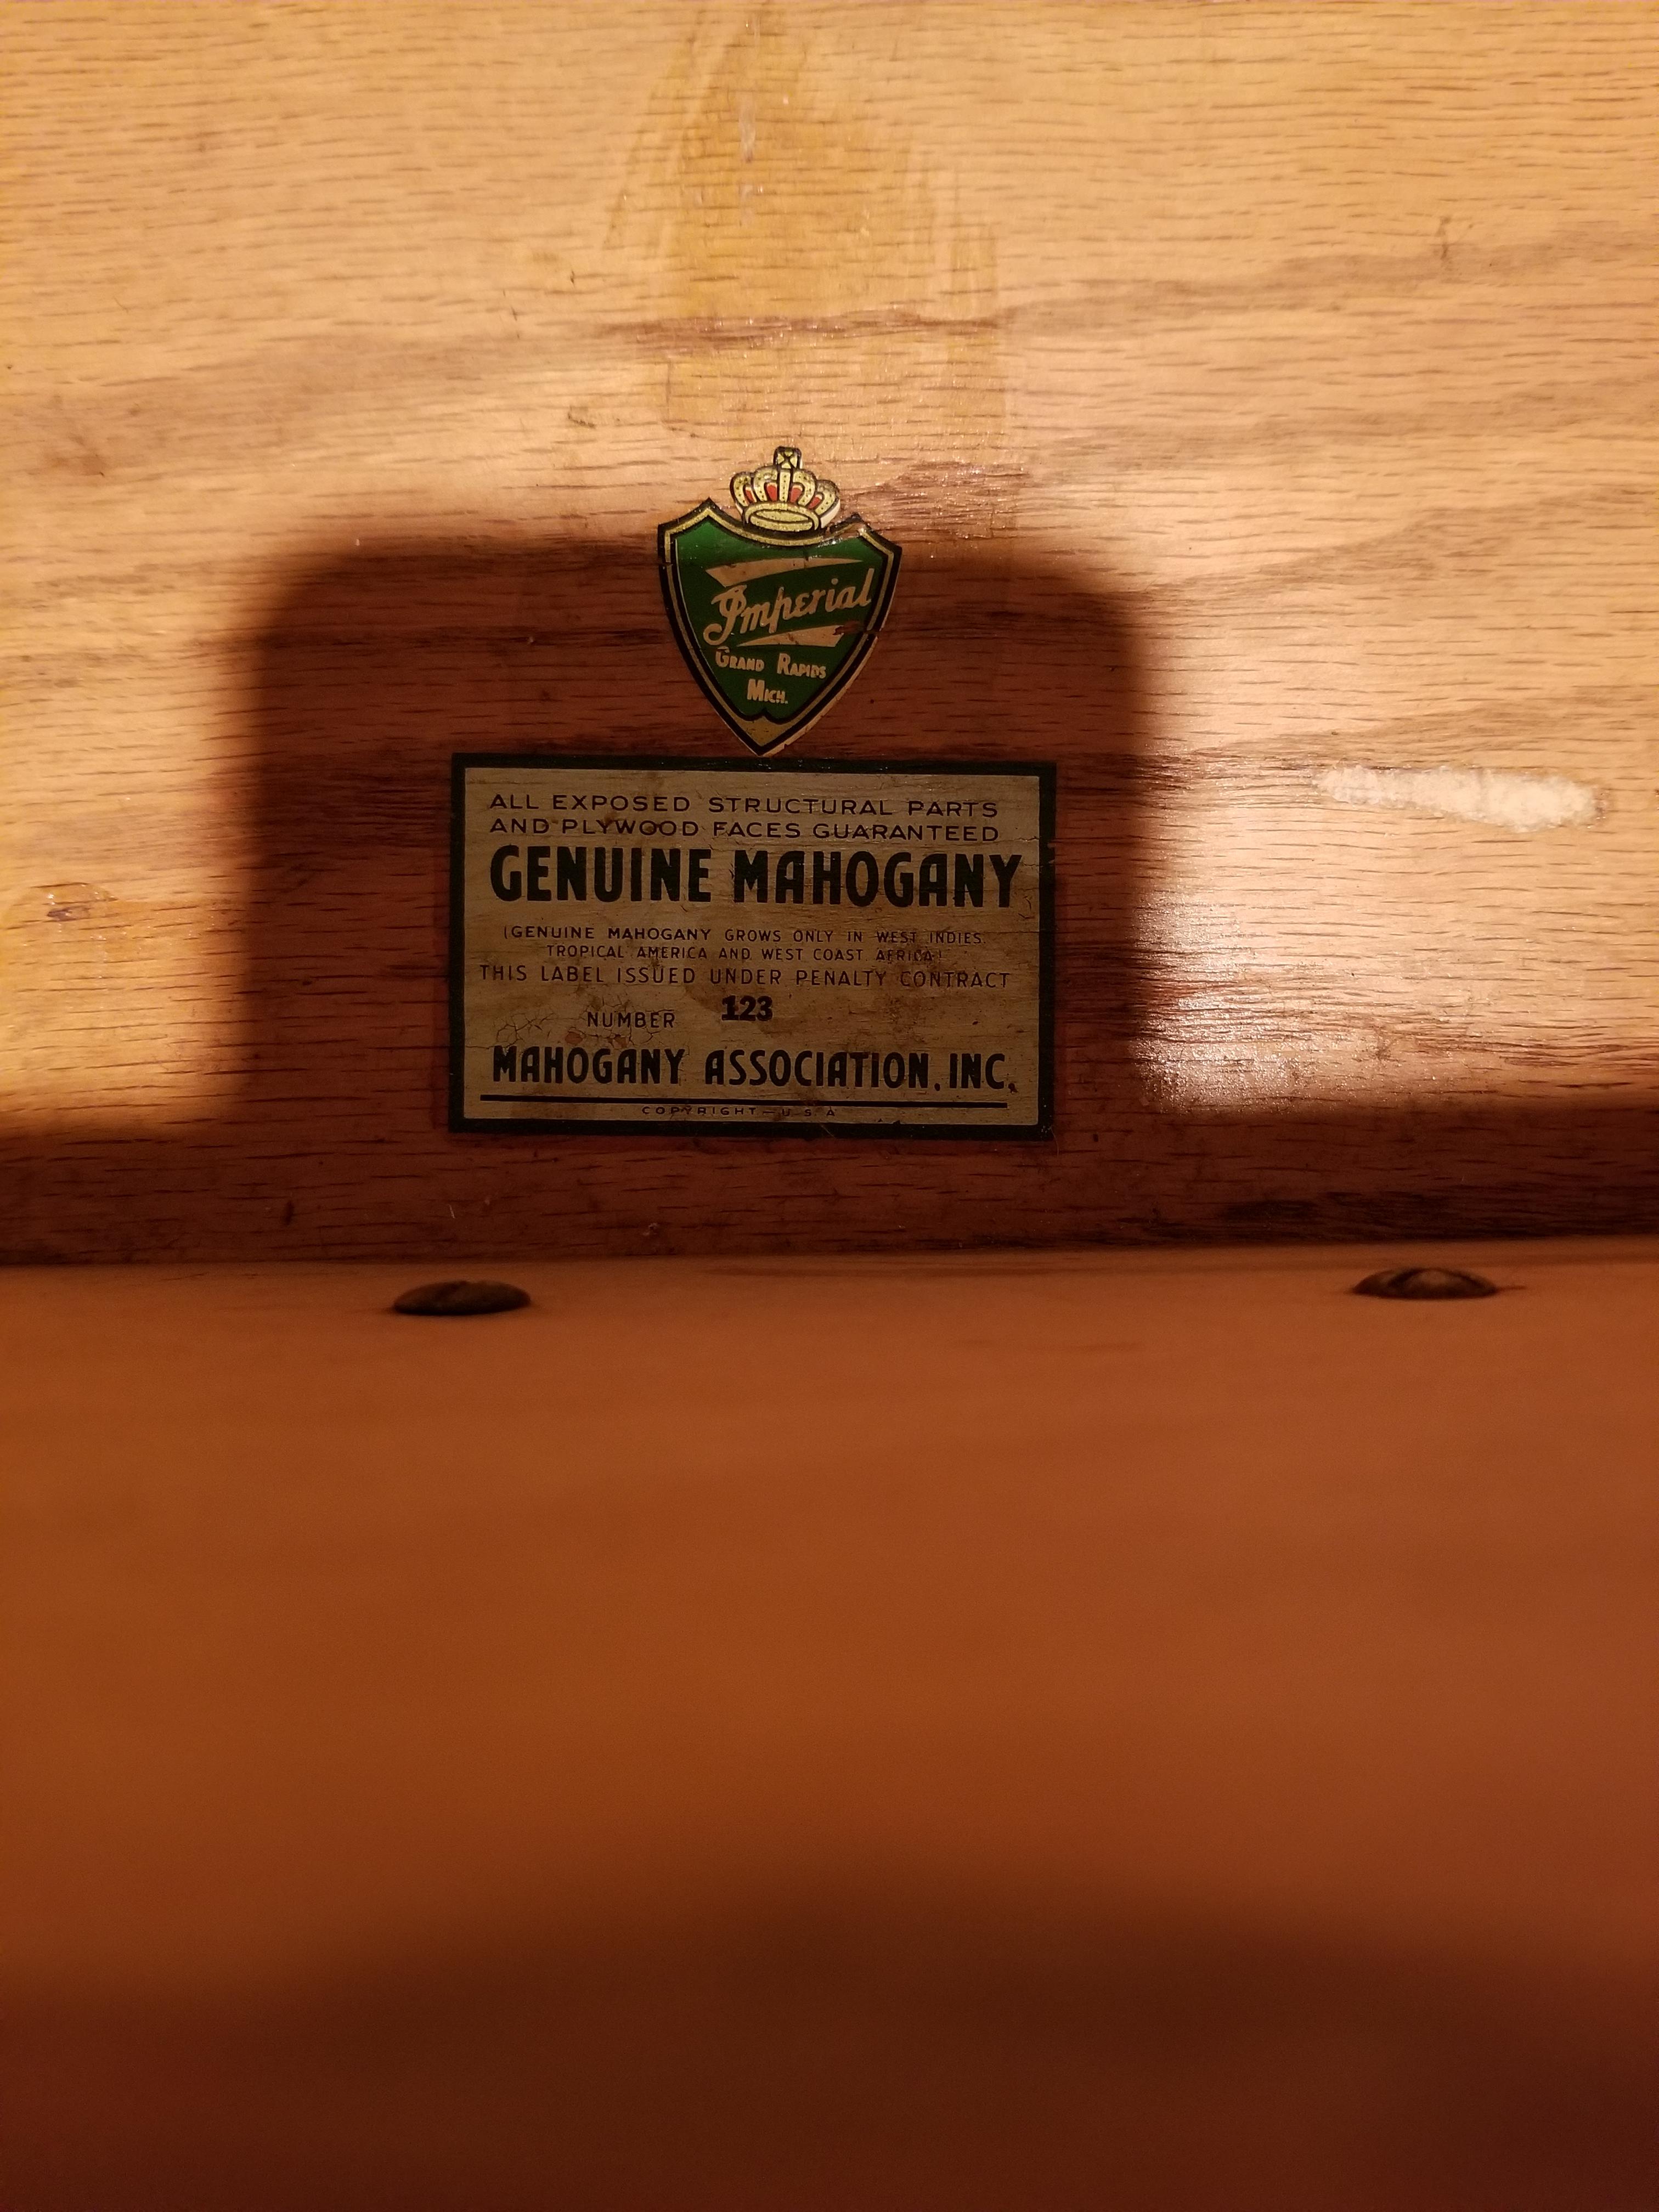 Imperial
GRAND RAPIDS
MICH.
ALL EXPOSED STRUCTURAL PARTS
AND PLYWOOD FACES GUARANTEED
GENUINE MAHOGANY
(GENUINE MAHOGANY GROWS ONLY IN WEST INDIES,
TROPICAL AMERICA AND WEST COAST AFRICA)
THIS LABEL ISSUED UNDER PENALTY CONTRACT
NUMBER 123
MAHOGANY ASSOCIATION, INC.
COPYRIGHT—U.S.A.